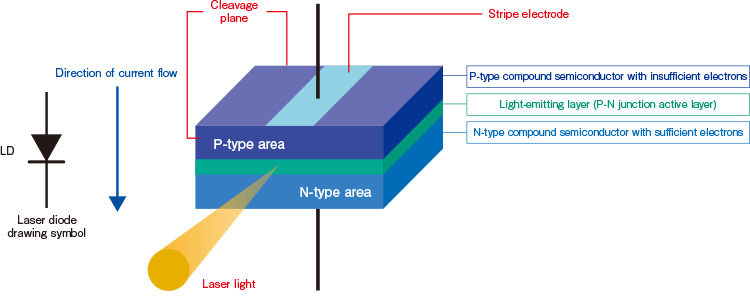 Cleavage
plane
Stripe electrode
Direction of current flow
P-type compound semiconductor with insufficient electrons
Light-emitting layer (P-N junction active layer)
N-type compound semiconductor with sufficient electrons
P-type area
LD
N-type area
Laser diode
drawing symbol
Laser light